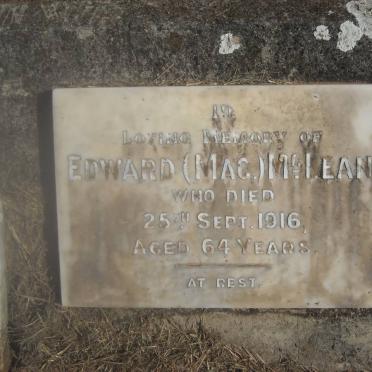 IN
LOVING MEMORY OF
EDWARD (MAC.) McLEAN
WHO DIED
25TH SEPT. 1916,
AGED 64 YEARS.
AT REST.